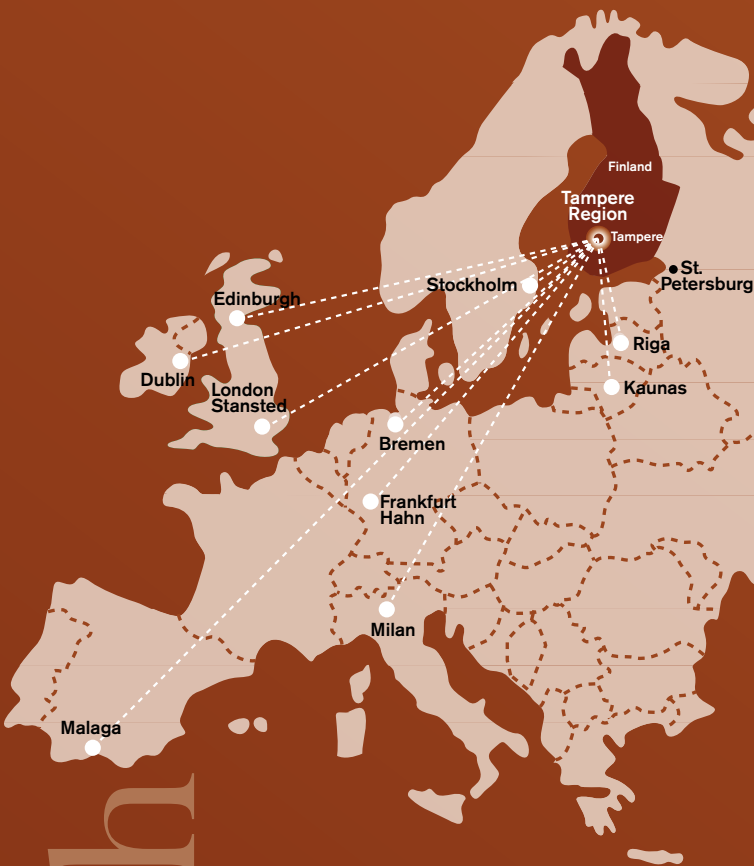 Finland
Tampere
Region
Tampere
St.
Petersburg
Stockholm
Edinburgh
Riga
Dublin
London
Stansted
Kaunas
Bremen
Frankfurt
Hahn
Milan
Malaga
h